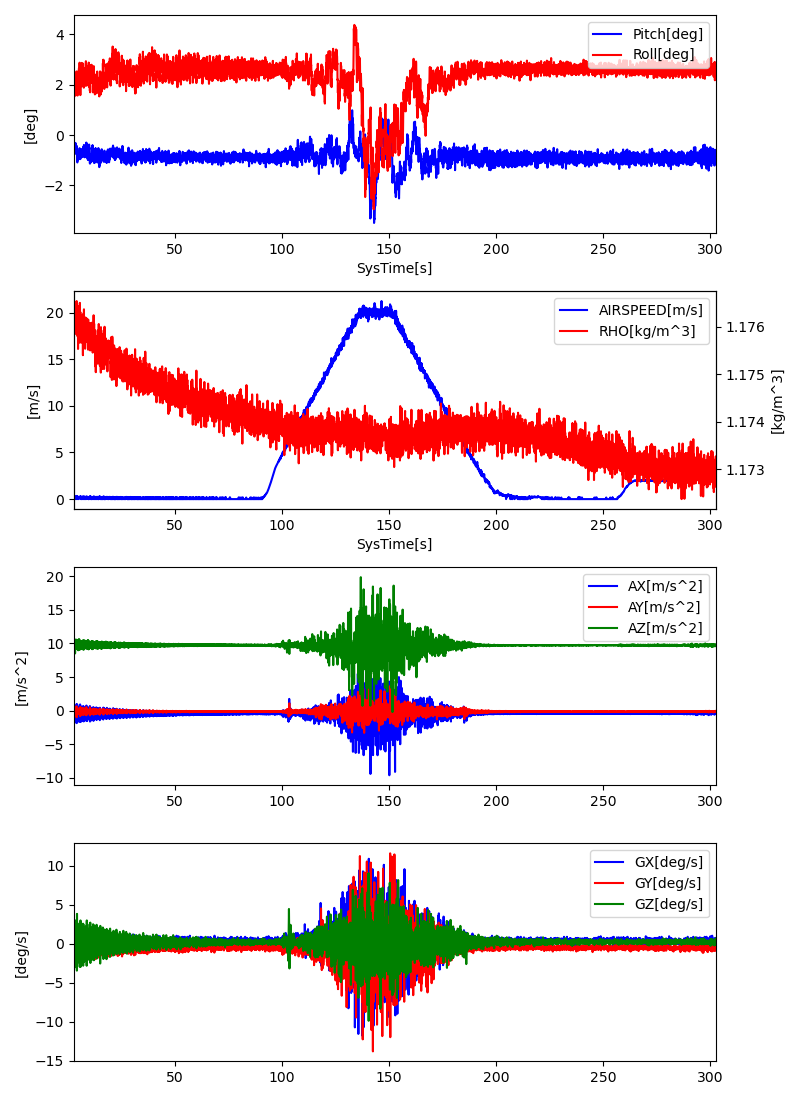 4
2
0
−2
[deg]
Pitch[deg]
Roll[deg]
50 100 150 200 250 300
SysTime[s]
20
15
10
5
0
[m/s]
AIRSPEED[m/s]
RHO[kg/m^3]
1.176
1.175
1.174
1.173
[kg/m^3]
50 100 150 200 250 300
SysTime[s]
20
15
10
5
0
−5
−10
[m/s^2]
AX[m/s^2]
AY[m/s^2]
AZ[m/s^2]
50 100 150 200 250 300
10
5
0
−5
−10
−15
[deg/s]
GX[deg/s]
GY[deg/s]
GZ[deg/s]
50 100 150 200 250 300